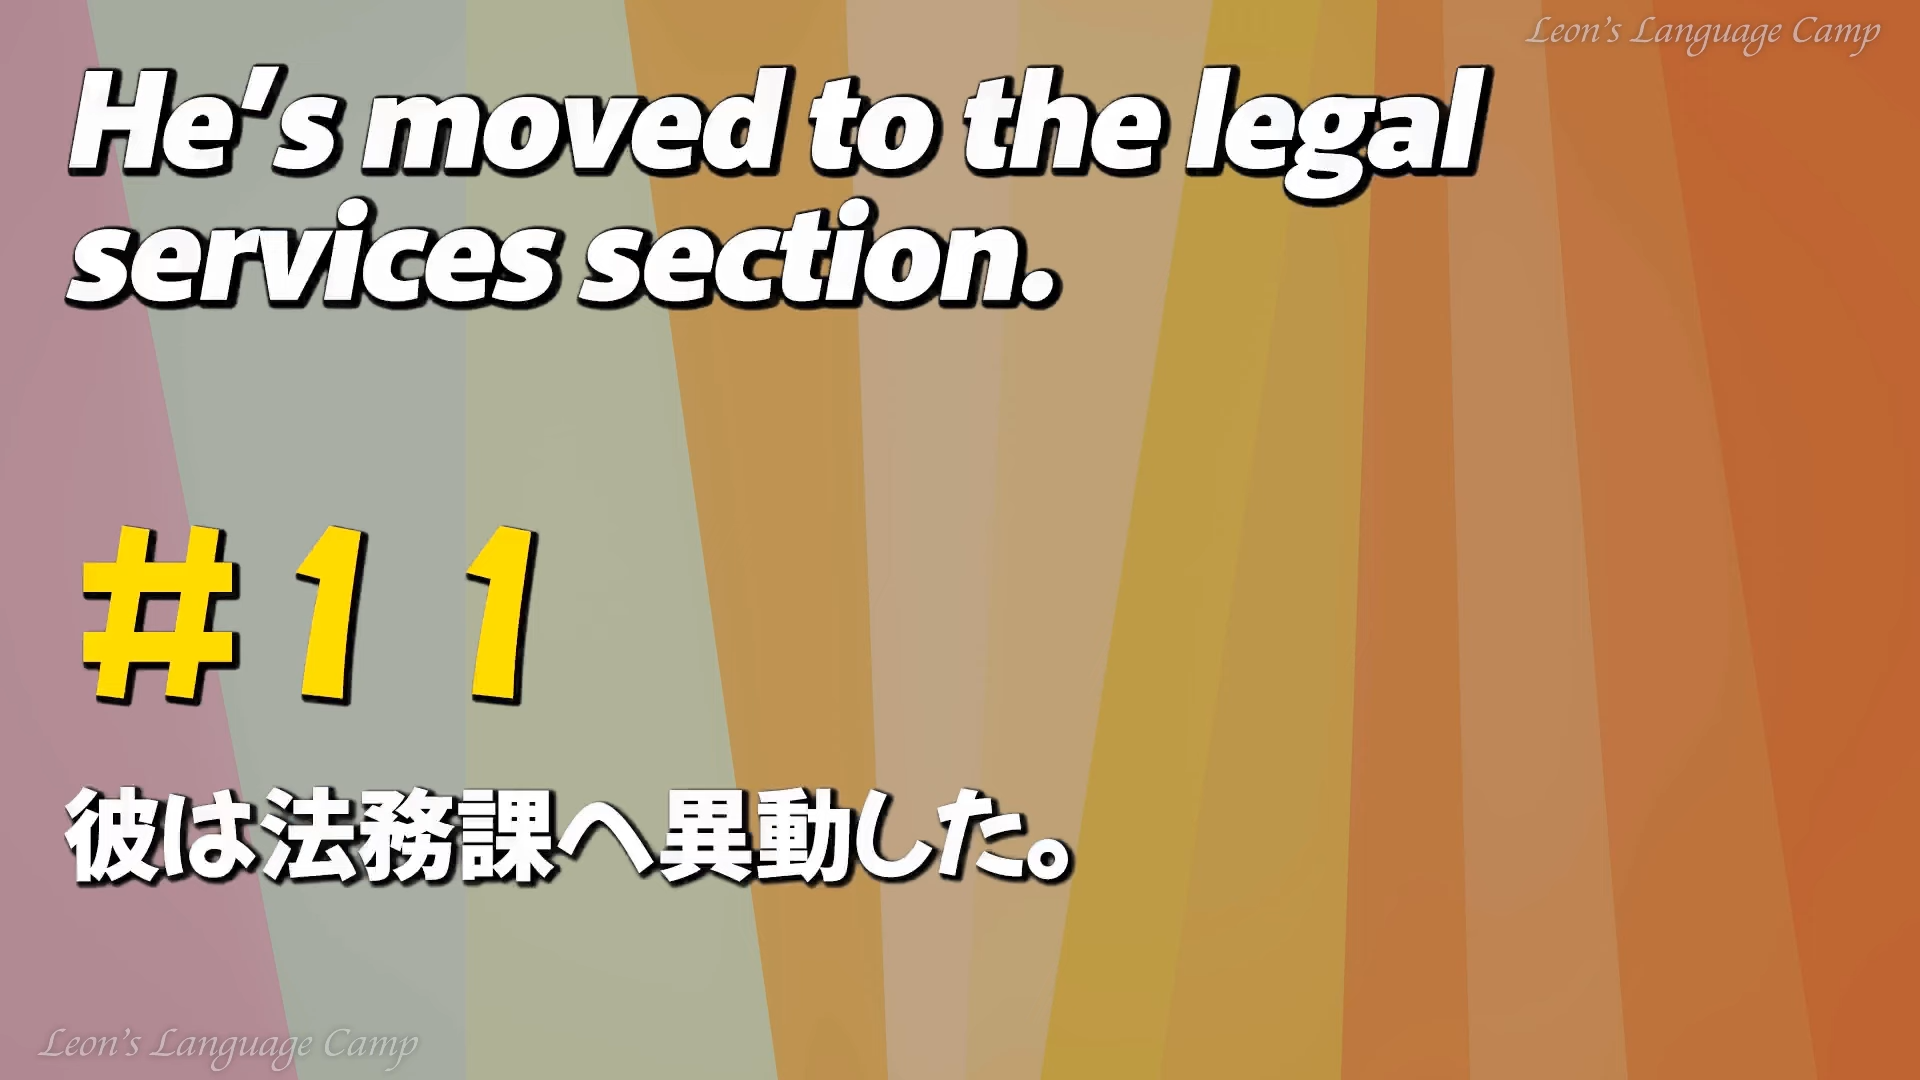 Leon's Language Camp
He's moved to the legal
services section.
#11
彼は法務課へ異動した。
Leon's Language Camp